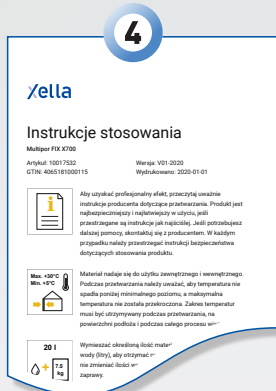 4
xella
Instrukcje stosowania
Multipor FIX X700
Artykuł: 10017532 Wersja: V01-2020
GTIN: 4065181000115 Wydrukowano: 2020-01-01
Aby uzyskać profesjonalny efekt, przeczytaj uważnie
instrukcje producenta dotyczące przetwarzania. Produkt jest
najbezpieczniejszy i najłatwiejszy w użyciu, jeśli
przestrzegane są instrukcje jak najściślej. Jeśli potrzebujesz
dalszej pomocy, skontaktuj się z producentem. W każdym
przypadku należy przestrzegać instrukcji bezpieczeństwa
dotyczących stosowania produktu.
Max. +30°C
Min. +5°C
Materiał nadaje się do użytku zewnętrznego i wewnętrznego.
Podczas przetwarzania należy uważać, aby temperatura nie
spadła poniżej minimalnego poziomu, a maksymalna
temperatura nie została przekroczona. Zakres temperatur
musi być utrzymywany podczas przetwarzania, na
powierzchni podłoża i podczas całego procesu
20 l
7.5
kg
Wymieszać określoną ilość
wody (litry), aby otrzymać
nie zmieniać ilości
zaprawy.